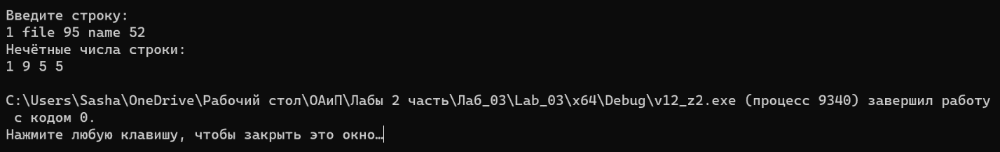 Введите строку:
1 file 95 name 52
Нечётные числа строки:
1 9 5 5
C:\Users\Sasha\OneDrive\Рабочий стол\ОАиП\Лабы 2 часть\Лаб_03\Lab_03\x64\Debug\v12_z2.exe (процесс 9340) завершил работу
с кодом 0.
Нажмите любую клавишу, чтобы закрыть это окно…